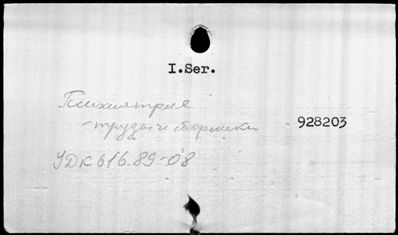 I.Ser.
Психиатрия
- труды и сборники 928203
УДК 616.89-08